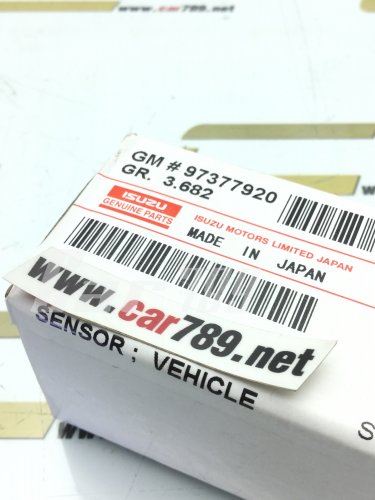 www.car789.net
GM # 97377920
GR. 3.682
ISUZU
GENUINE PARTS
ISUZU MOTORS LIMITED JAPAN
MADE IN JAPAN
www.car789.net
SENSOR ; VEHICLE